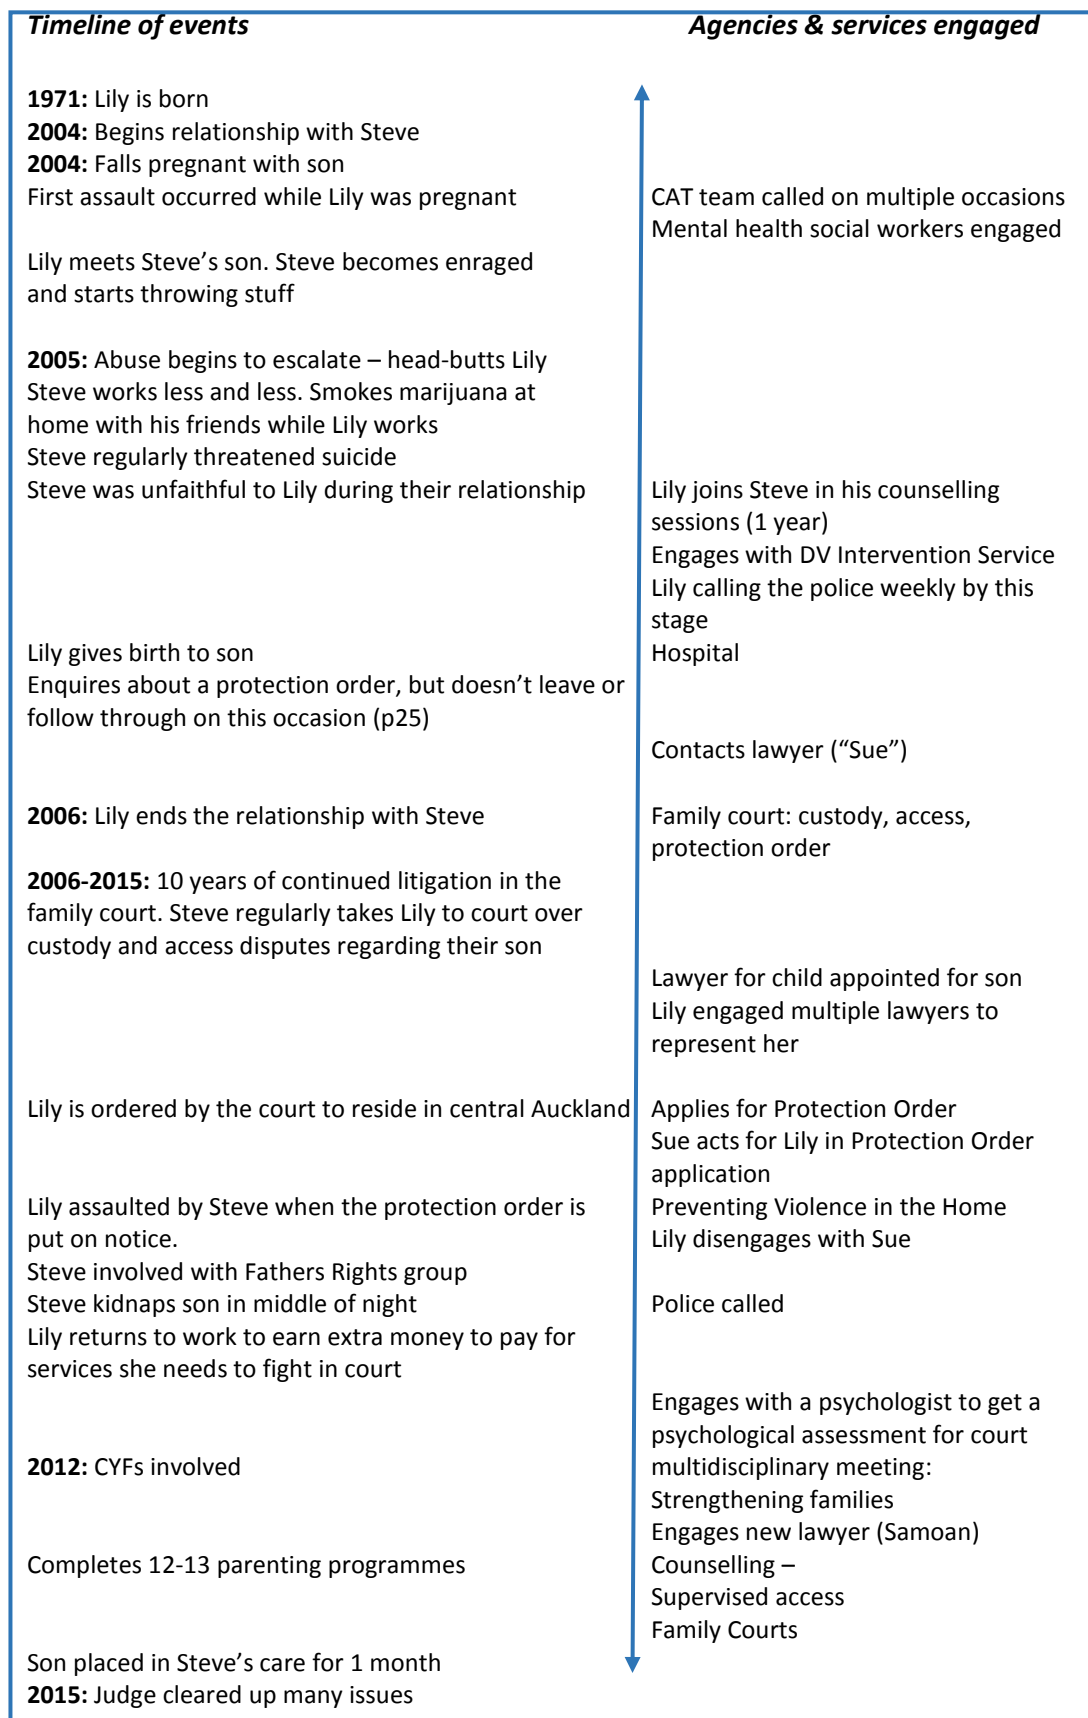 Timeline of events
Agencies & services engaged
1971: Lily is born
2004: Begins relationship with Steve
2004: Falls pregnant with son
First assault occurred while Lily was pregnant
CAT team called on multiple occasions
Mental health social workers engaged
Lily meets Steve’s son. Steve becomes enraged
and starts throwing stuff
2005: Abuse begins to escalate – head-butts Lily
Steve works less and less. Smokes marijuana at
home with his friends while Lily works
Steve regularly threatened suicide
Steve was unfaithful to Lily during their relationship
Lily joins Steve in his counselling
sessions (1 year)
Engages with DV Intervention Service
Lily calling the police weekly by this
stage
Lily gives birth to son
Hospital
Enquires about a protection order, but doesn’t leave or
follow through on this occasion (p25)
Contacts lawyer (“Sue”)
2006: Lily ends the relationship with Steve
Family court: custody, access,
protection order
2006-2015: 10 years of continued litigation in the
family court. Steve regularly takes Lily to court over
custody and access disputes regarding their son
Lawyer for child appointed for son
Lily engaged multiple lawyers to
represent her
Lily is ordered by the court to reside in central Auckland
Applies for Protection Order
Sue acts for Lily in Protection Order
application
Lily assaulted by Steve when the protection order is
put on notice.
Preventing Violence in the Home
Lily disengages with Sue
Steve involved with Fathers Rights group
Steve kidnaps son in middle of night
Police called
Lily returns to work to earn extra money to pay for
services she needs to fight in court
Engages with a psychologist to get a
psychological assessment for court
2012: CYFs involved
multidisciplinary meeting:
Strengthening families
Engages new lawyer (Samoan)
Completes 12-13 parenting programmes
Counselling –
Supervised access
Family Courts
Son placed in Steve’s care for 1 month
2015: Judge cleared up many issues